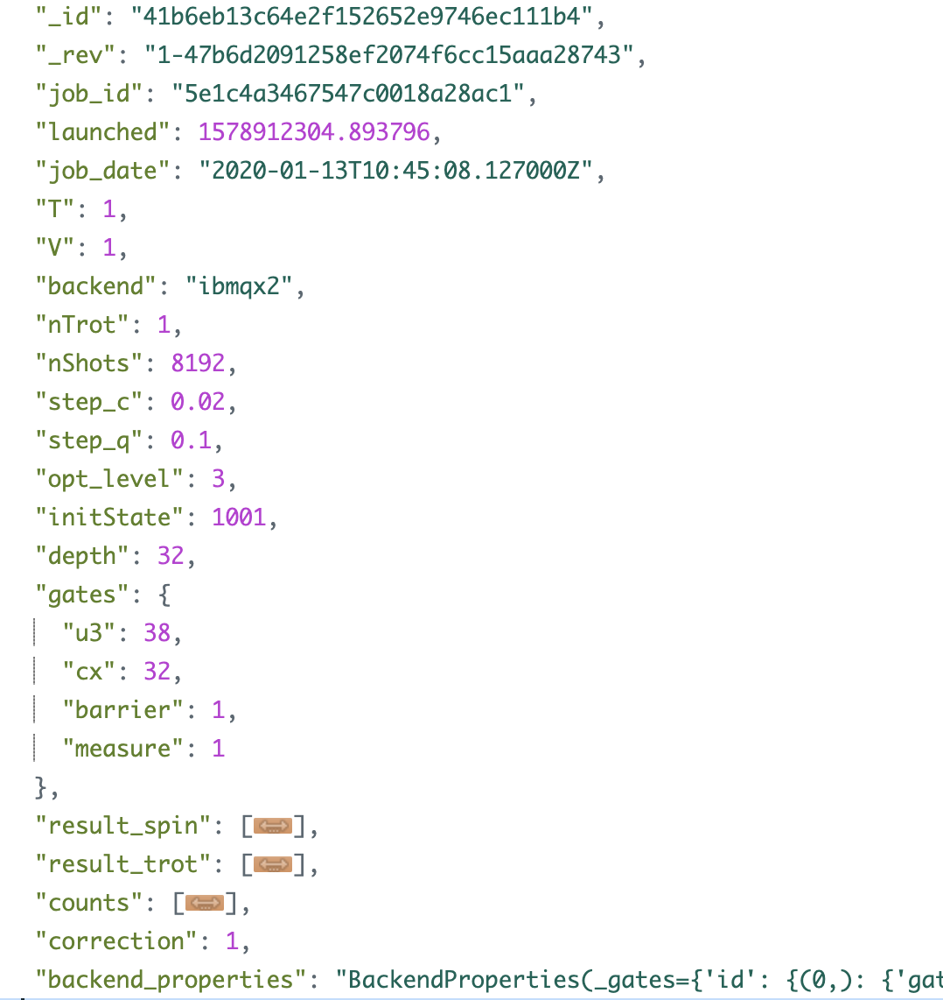 "_id": "41b6eb13c64e2f152652e9746ec111b4",
"_rev": "1-47b6d2091258ef2074f6cc15aaa28743",
"job_id": "5e1c4a3467547c0018a28ac1",
"launched": 1578912304.893796,
"job_date": "2020-01-13T10:45:08.127000Z",
"T": 1,
"V": 1,
"backend": "ibmqx2",
"nTrot": 1,
"nShots": 8192,
"step_c": 0.02,
"step_q": 0.1,
"opt_level": 3,
"initState": 1001,
"depth": 32,
"gates": {
"u3": 38,
"cx": 32,
"barrier": 1,
"measure": 1
},
"result_spin": [],
"result_trot": [],
"counts": [],
"correction": 1,
"backend_properties": "BackendProperties(_gates={'id': {(0,): {'gat